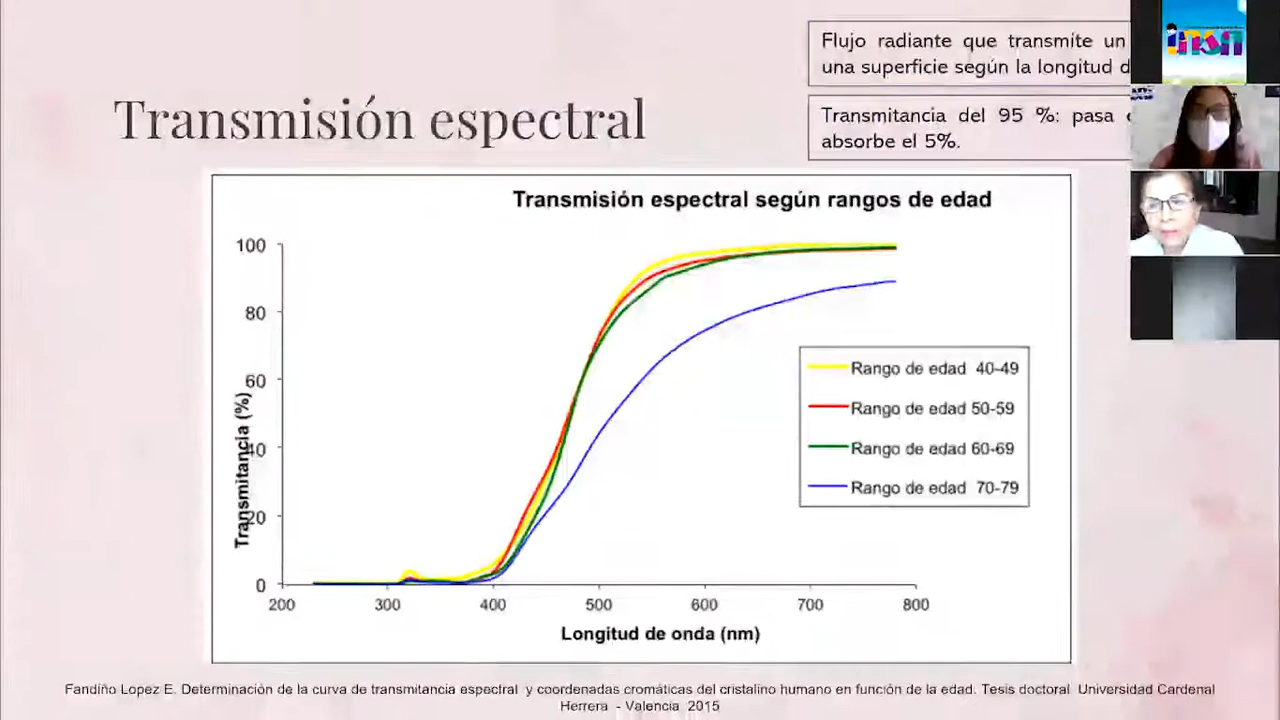 Flujo radiante que transmite un
una superficie según la longitud d
Transmisión espectral
Transmitancia del 95 %: pasa e
absorbe el 5%.
Transmisión espectral según rangos de edad
100
80
60
40
20
0
Transmitancia (%)
200 300 400 500 600 700 800
Longitud de onda (nm)
Rango de edad 40-49
Rango de edad 50-59
Rango de edad 60-69
Rango de edad 70-79
Fandiño Lopez E. Determinación de la curva de transmitancia espectral y coordenadas cromáticas del cristalino humano en función de la edad. Tesis doctoral Universidad Cardenal
Herrera - Valencia 2015